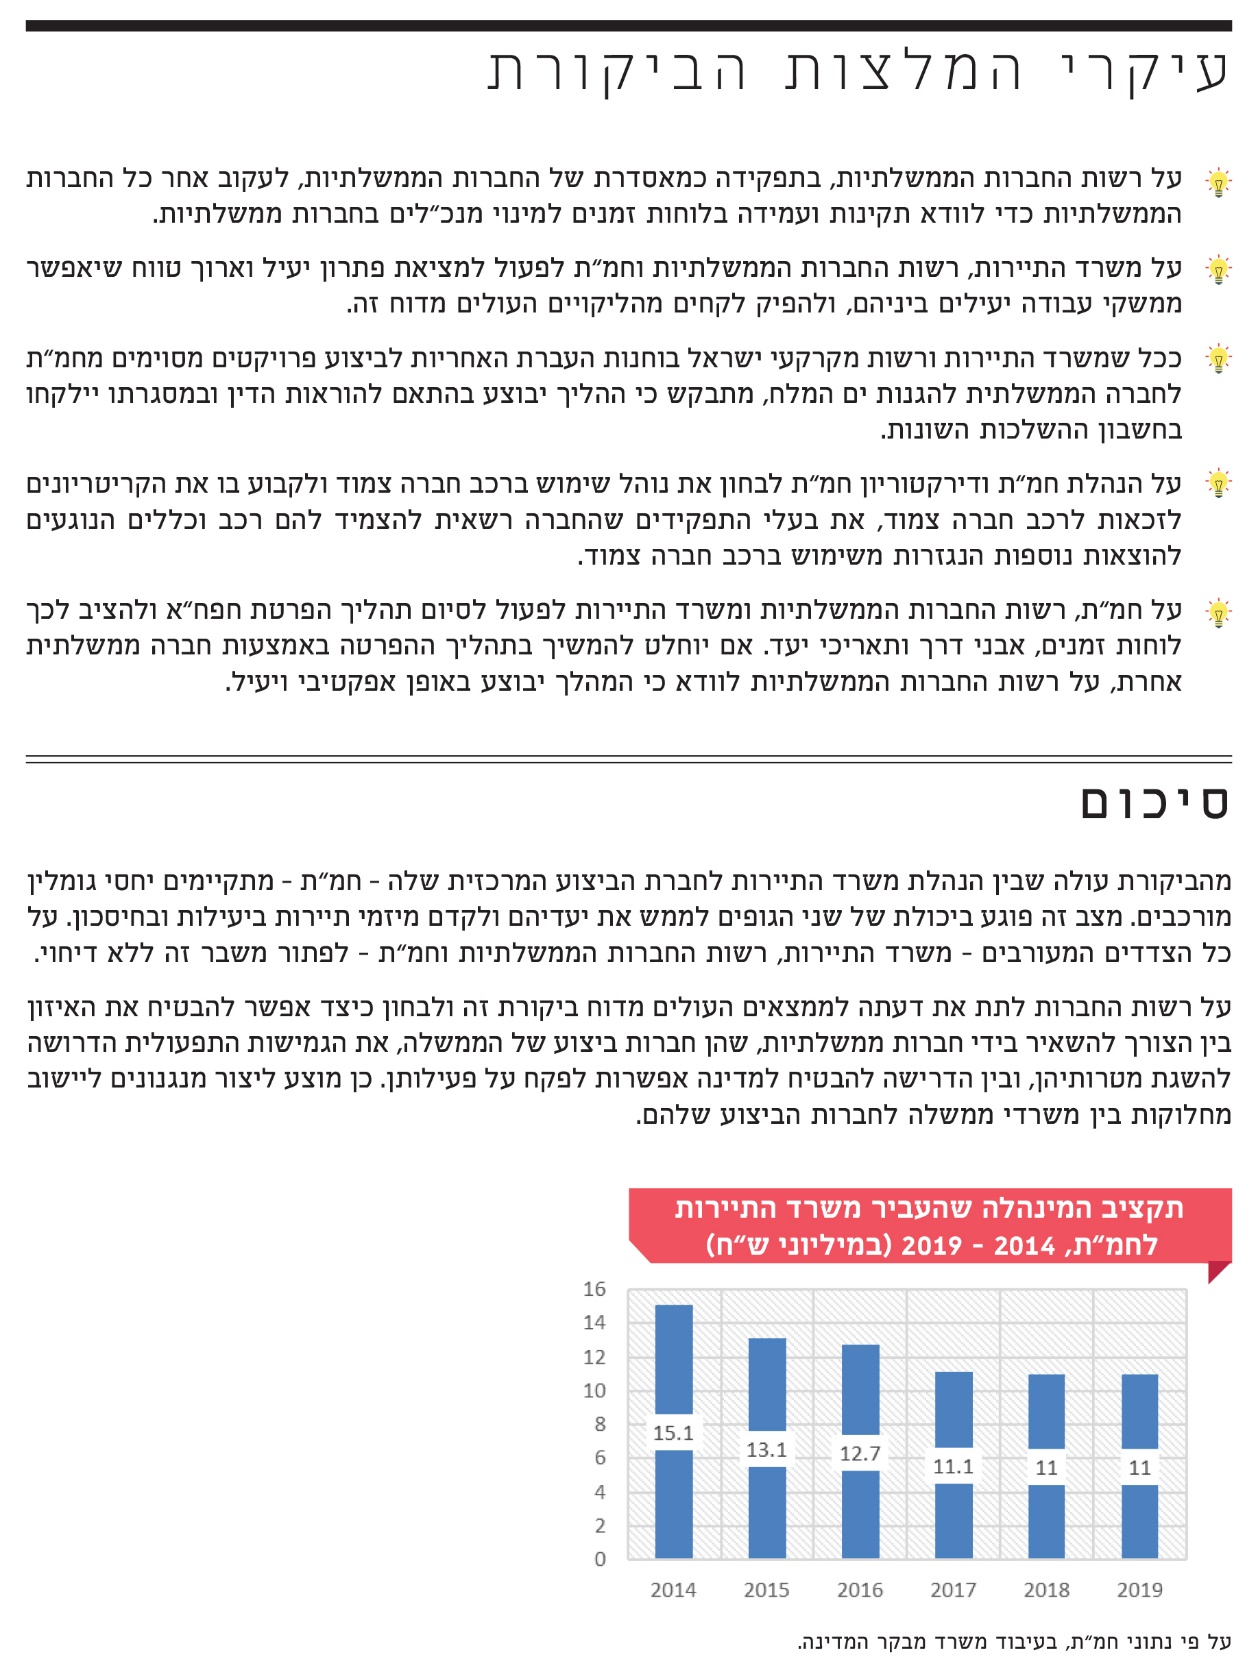 עיקרי המלצות הביקורת
על רשות החברות הממשלתיות, בתפקידה כמאסדרת של החברות הממשלתיות, לעקוב אחר כל החברות
הממשלתיות כדי לוודא תקינות ועמידה בלוחות זמנים למינוי מנכ״לים בחברות ממשלתיות.
על משרד התיירות, רשות החברות הממשלתיות וחמ״ת לפעול למציאת פתרון יעיל וארוך טווח שיאפשר
ממשקי עבודה יעילים ביניהם, ולהפיק לקחים מהליקויים העולים מדוח זה.
ככל שמשרד התיירות ורשות מקרקעי ישראל בוחנות העברת האחריות לביצוע פרויקטים מסוימים מחמ״ת
לחברה הממשלתית להגנות ים המלח, מתבקש כי ההליך יבוצע בהתאם להוראות הדין ובמסגרתו יילקחו
בחשבון ההשלכות השונות.
על הנהלת חמ״ת ודירקטוריון חמ״ת לבחון את נוהל שימוש ברכב חברה צמוד ולקבוע בו את הקריטריונים
לזכאות לרכב חברה צמוד, את בעלי התפקידים שהחברה רשאית להצמיד להם רכב וכללים הנוגעים
להוצאות נוספות הנגזרות משימוש ברכב חברה צמוד.
על חמ״ת, רשות החברות הממשלתיות ומשרד התיירות לפעול לסיום תהליך הפרטת חפח״א ולהציב לכך
לוחות זמנים, אבני דרך ותאריכי יעד. אם יוחלט להמשיך בתהליך ההפרטה באמצעות חברה ממשלתית
אחרת, על רשות החברות הממשלתיות לוודא כי המהלך יבוצע באופן אפקטיבי ויעיל.
סיכום
מהביקורת עולה שבין הנהלת משרד התיירות לחברת הביצוע המרכזית שלה - חמ״ת - מתקיימים יחסי גומלין
מורכבים. מצב זה פוגע ביכולת של שני הגופים לממש את יעדיהם ולקדם מיזמי תיירות ביעילות ובחיסכון. על
כל הצדדים המעורבים - משרד התיירות, רשות החברות הממשלתיות וחמ״ת - לפתור משבר זה ללא דיחוי.
על רשות החברות לתת את דעתה לממצאים העולים מדוח ביקורת זה ולבחון כיצד אפשר להבטיח את האיזון
בין הצורך להשאיר בידי חברות ממשלתיות, שהן חברות ביצוע של הממשלה, את הגמישות התפעולית הדרושה
להשגת מטרותיהן, ובין הדרישה להבטיח למדינה אפשרות לפקח על פעילותן. כן מוצע ליצור מנגנונים ליישוב
מחלוקות בין משרדי ממשלה לחברות הביצוע שלהם.
תקציב המינהלה שהעביר משרד התיירות
לחמ״ת, 2014 - 2019 (במיליוני ש״ח)
16
14
12
10
8
6
4
2
0
15.1
13.1
12.7
11.1
11
11
2014 2015 2016 2017 2018 2019
על פי נתוני חמ״ת, בעיבוד משרד מבקר המדינה.